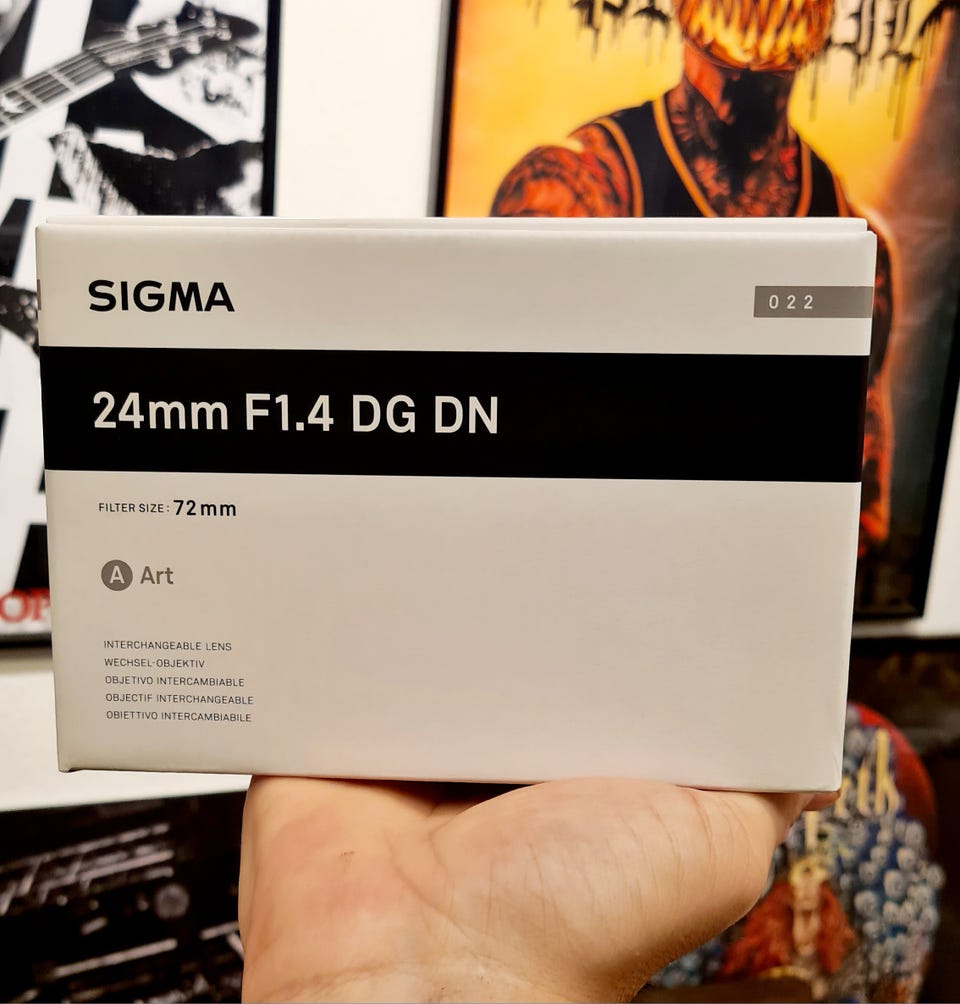 SIGMA
022
24mm F1.4 DG DN
FILTER SIZE: 72mm
A Art
INTERCHANGEABLE LENS
WECHSEL-OBJEKTIV
OBJETIVO INTERCAMBIABLE
OBJECTIF INTERCHANGEABLE
OBIETTIVO INTERCAMBIABILE